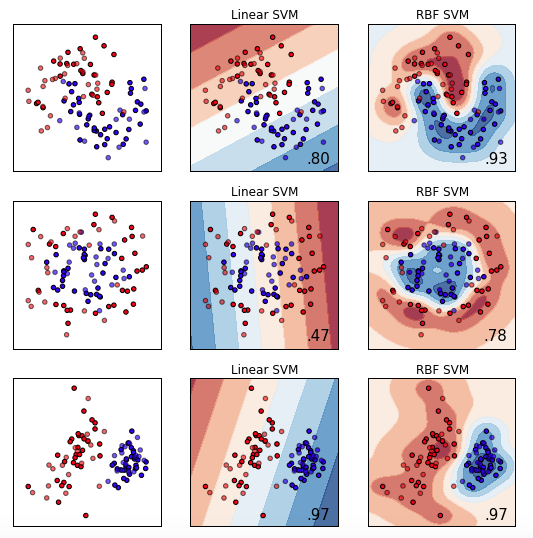 Linear SVM
RBF SVM
.80
.93
Linear SVM
RBF SVM
.47
.78
Linear SVM
RBF SVM
.97
.97